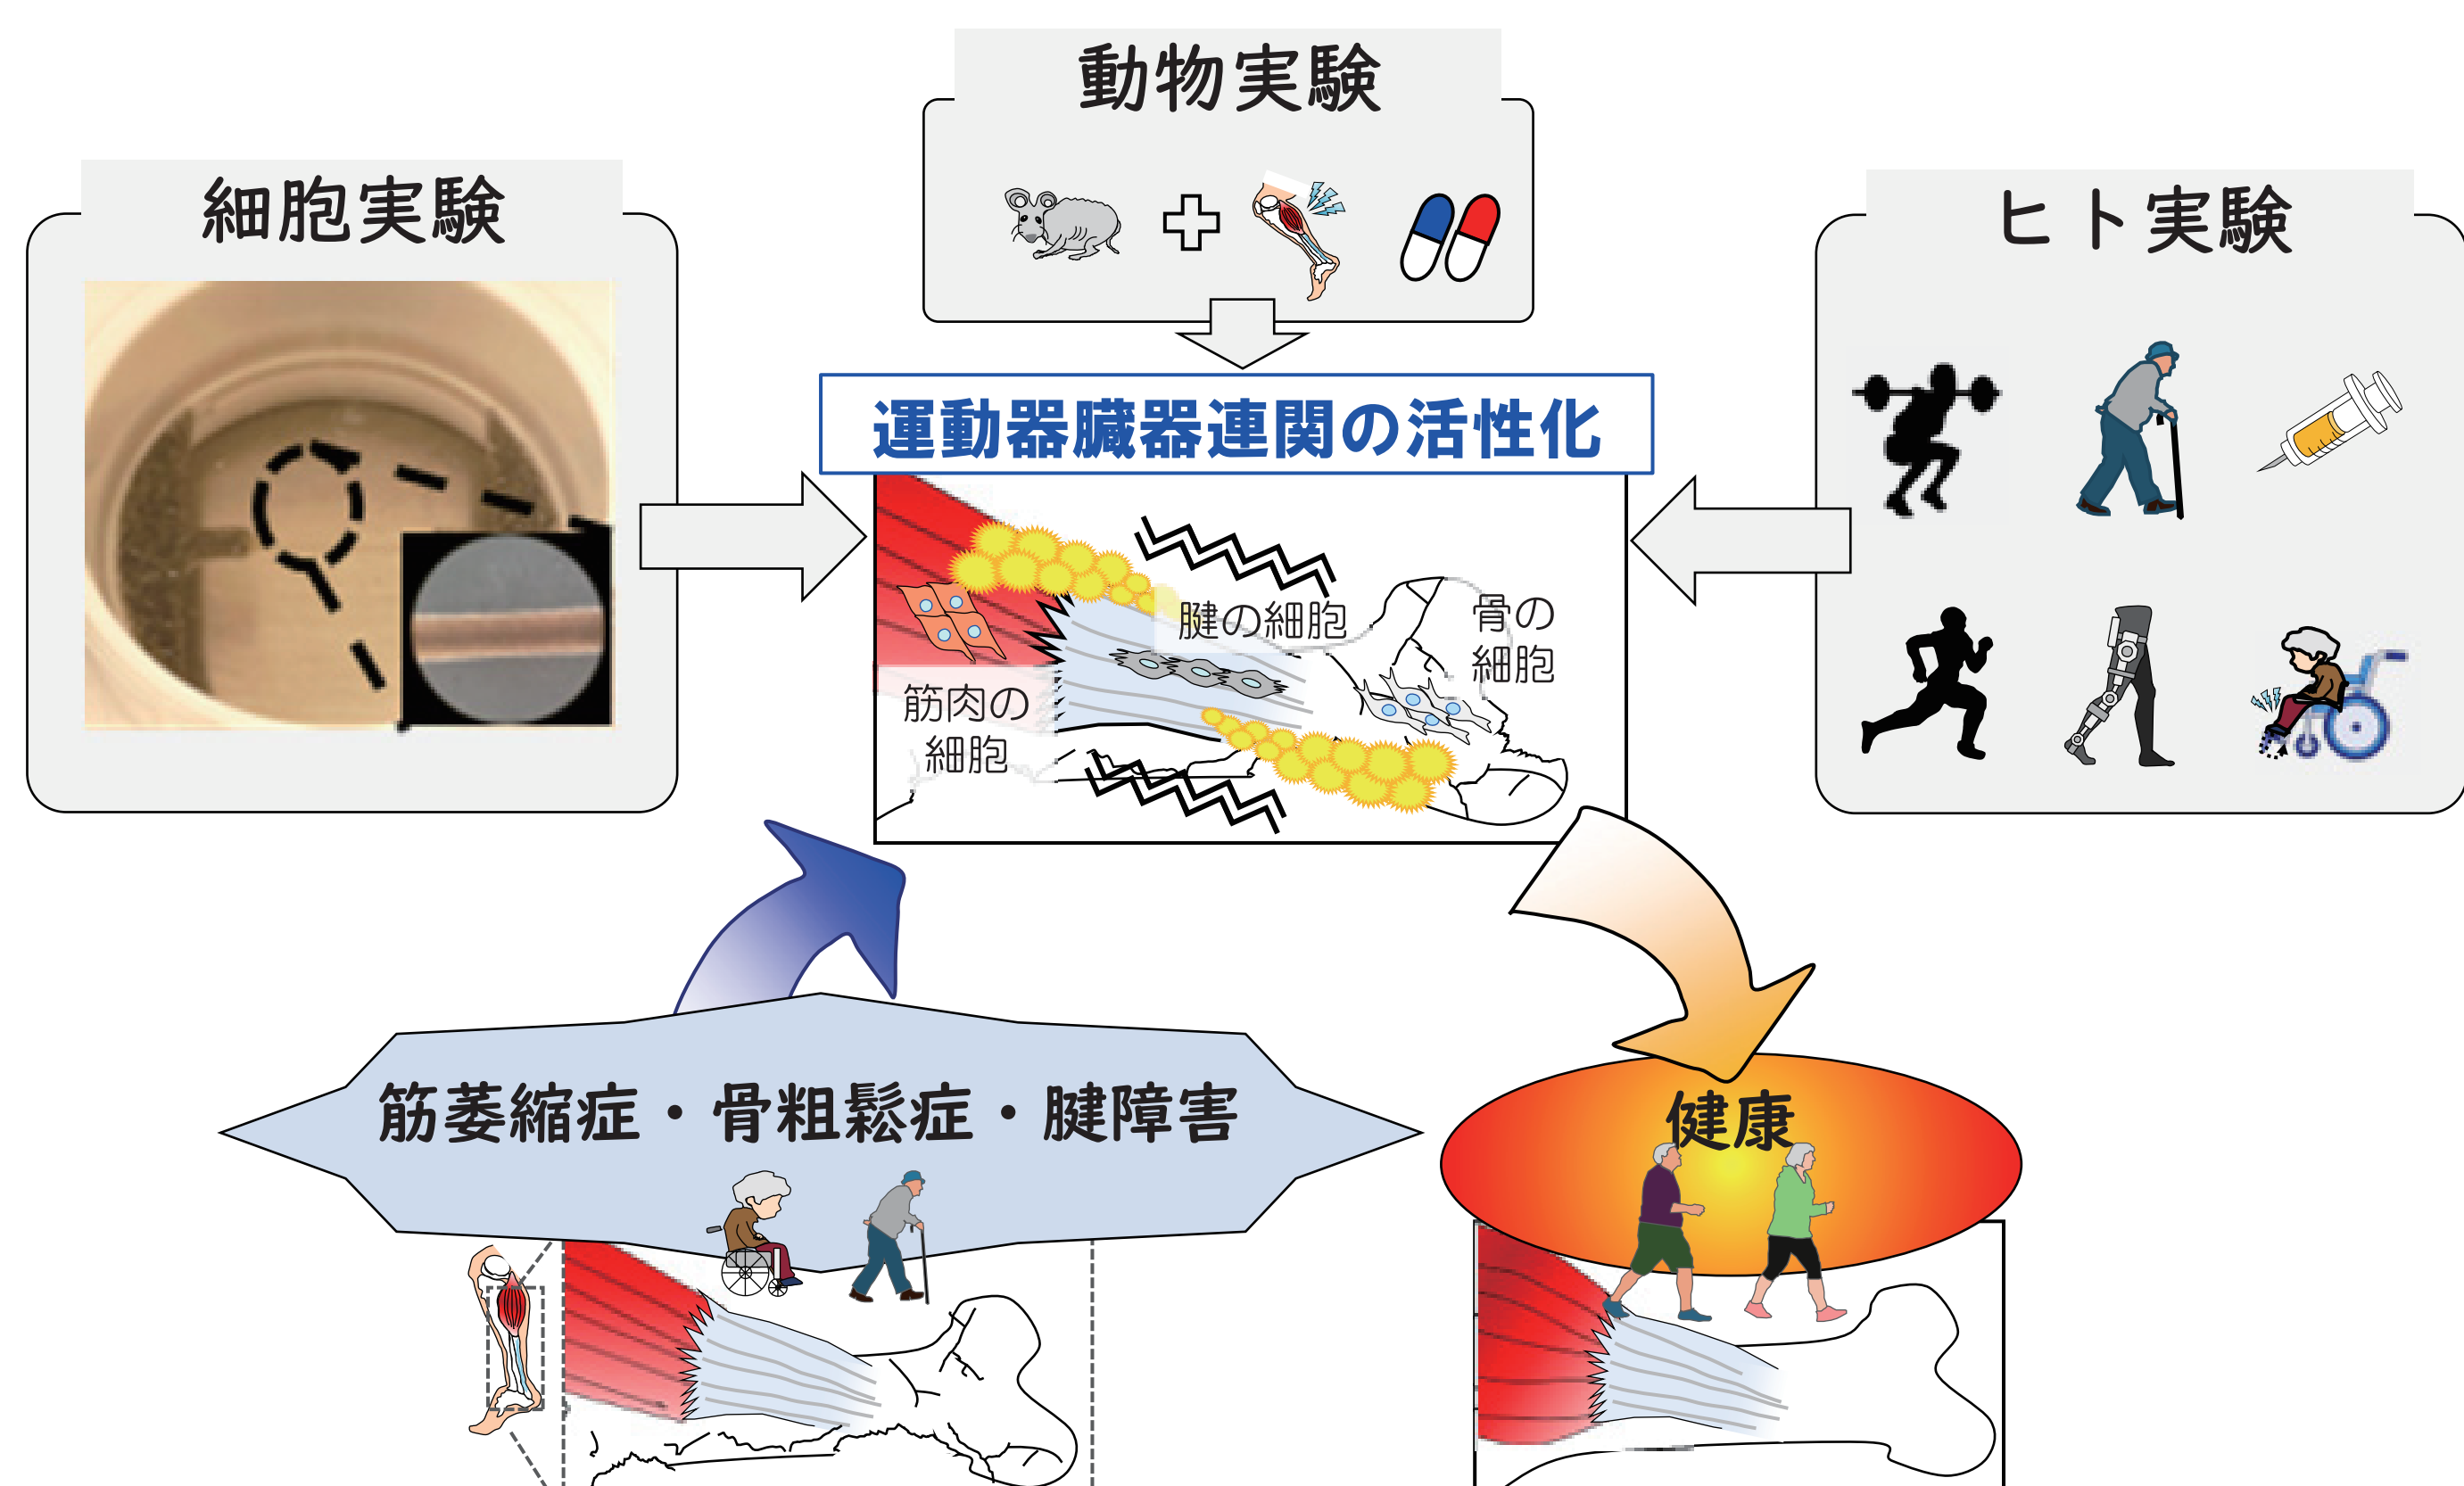 動物実験
細胞実験
ヒト実験
運動器臓器連関の活性化
腱の細胞
骨の
細胞
筋肉の
細胞
筋萎縮症・骨粗鬆症・腱障害
健康